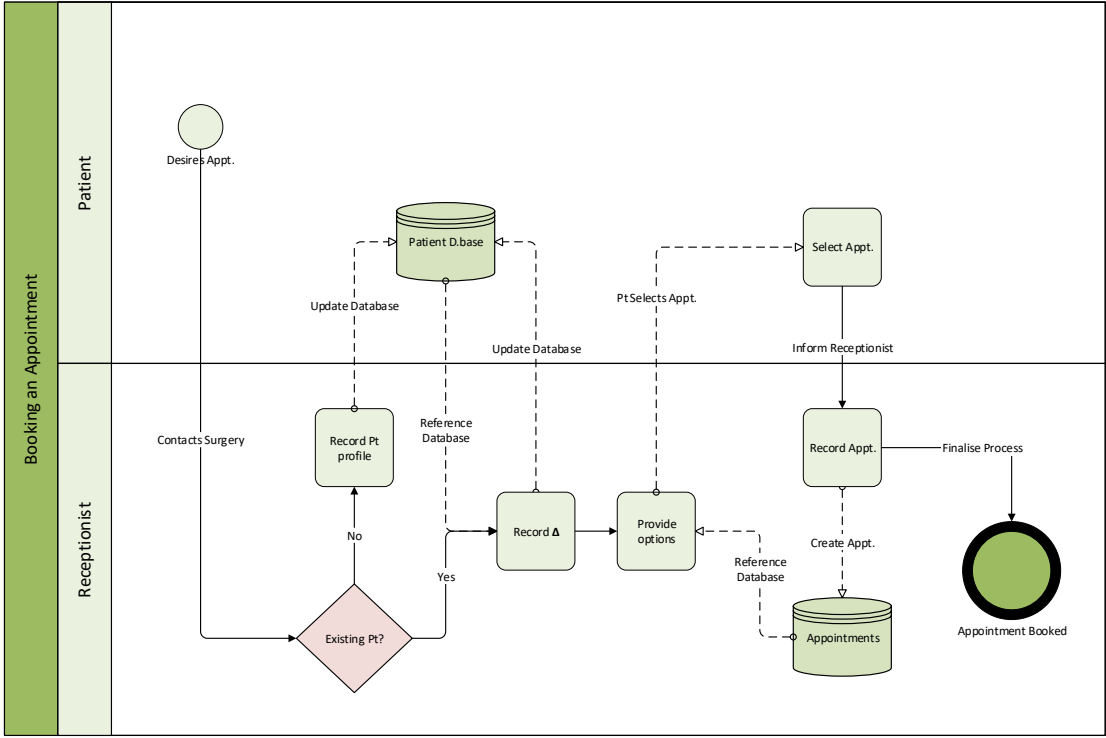 Booking an Appointment
Patient
Desires Appt.
Patient D.base
Select Appt.
Update Database
Pt Selects Appt.
Update Database
Inform Receptionist
Receptionist
Contacts Surgery
Record Pt
profile
Reference
Database
Record Appt.
Finalise Process
No
Record Δ
Provide
options
Create Appt.
Yes
Reference
Database
Existing Pt?
Appointments
Appointment Booked